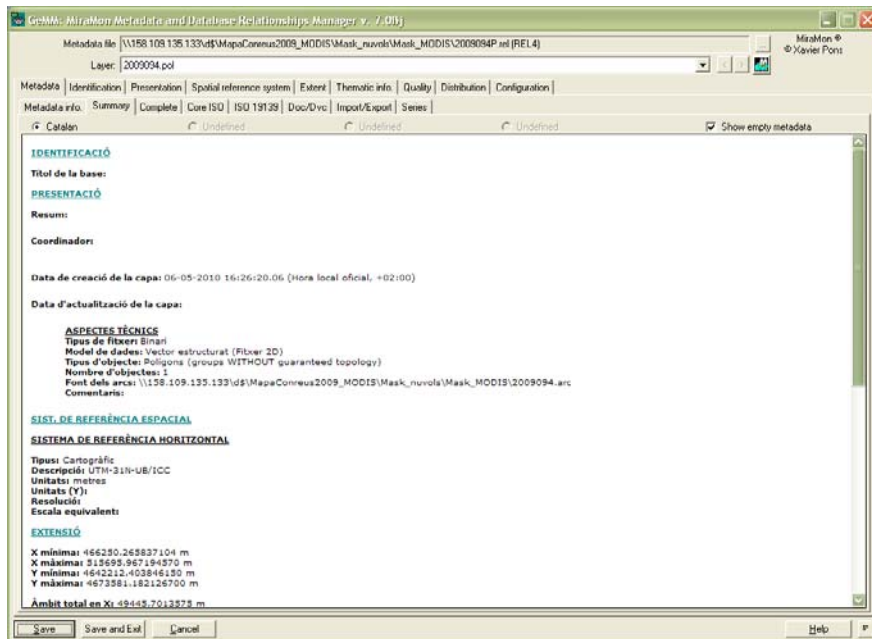 GeMM: MiraMon Metadata and Database Relationships Manager v. 7.0βj
Metadata file \\158.109.135.133\d$\MapaConreus2009_MODIS\Mask_nuvols\Mask_MODIS\2009094P.rel (REL4) ...
MiraMon ©
© Xavier Pons
Layer: 2009094.pol
Metadata Identification Presentation Spatial reference system Extent Thematic info. Quality Distribution Configuration
Metadata info. Summary Complete Core ISO ISO 19139 Doc/Dvc Import/Export Series
Catalan Undefined Undefined Undefined Show empty metadata
IDENTIFICACIÓ
Títol de la base:
PRESENTACIÓ
Resum:
Coordinador:
Data de creació de la capa: 06-05-2010 16:26:20.06 (Hora local oficial, +02:00)
Data d'actualització de la capa:
ASPECTES TÈCNICS
Tipus de fitxer: Binari
Model de dades: Vector estructurat (Fitxer 2D)
Tipus d'objecte: Polígons (groups WITHOUT guaranteed topology)
Nombre d'objectes: 1
Font dels arcs: \\158.109.135.133\d$\MapaConreus2009_MODIS\Mask_nuvols\Mask_MODIS\2009094.arc
Comentaris:
SIST. DE REFERÈNCIA ESPACIAL
SISTEMA DE REFERÈNCIA HORITZONTAL
Tipus: Cartogràfic
Descripció: UTM-31N-UB/ICC
Unitats: metres
Unitats (Y):
Resolució:
Escala equivalent:
EXTENSIÓ
X mínima: 466250.265837104 m
X màxima: 515695.967194570 m
Y mínima: 4642212.403846150 m
Y màxima: 4673581.182126700 m
Àmbit total en X: 49445.7013575 m
Save Save and Exit Cancel Help